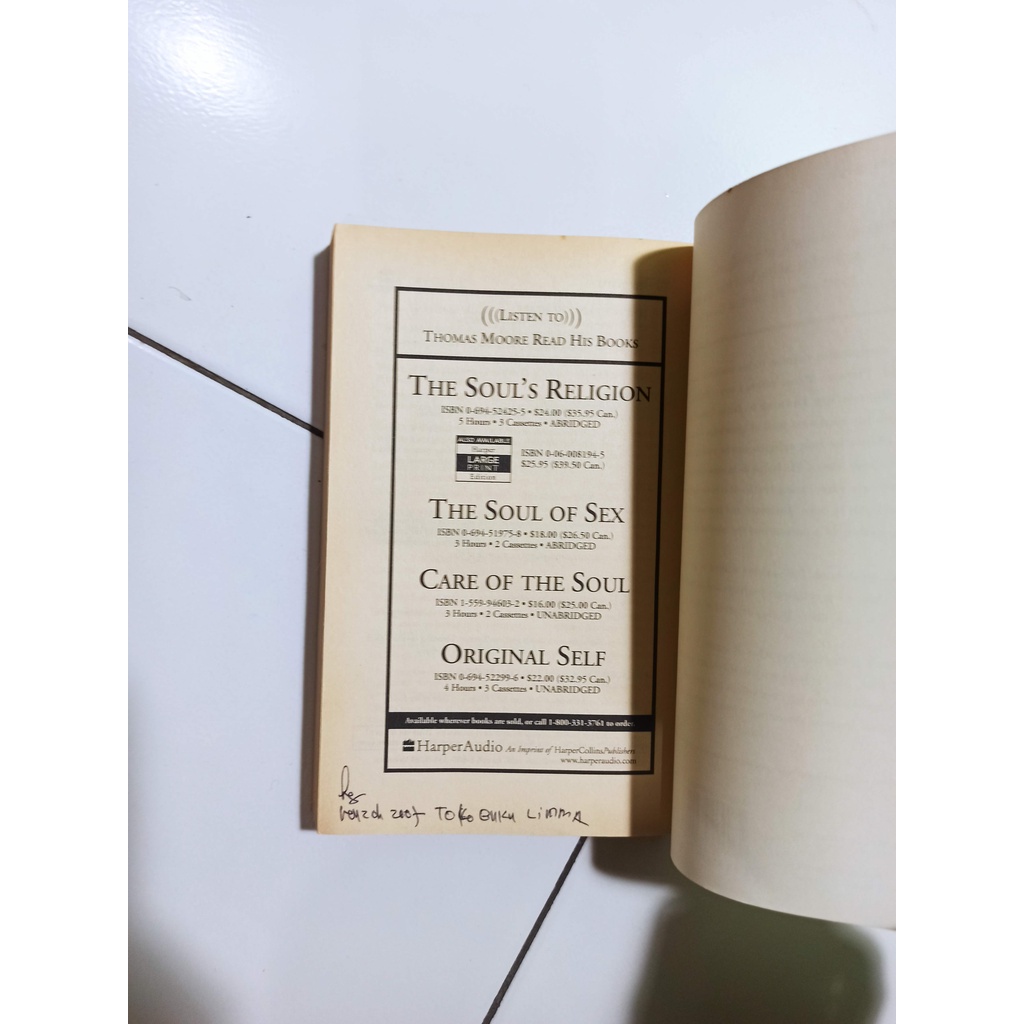 (((LISTEN TO)))
THOMAS MOORE READ HIS BOOKS
THE SOUL'S RELIGION
ISBN 0-694-52425-5 • $24.00 ($35.95 Can.)
5 Hours • 3 Cassettes • ABRIDGED
ALSO AVAILABLE
Harper
LARGE
PRINT
Edition
ISBN 0-06-008194-5
$25.95 ($39.50 Can.)
THE SOUL OF SEX
ISBN 0-694-51975-8 • $18.00 ($26.50 Can.)
3 Hours • 2 Cassettes • ABRIDGED
CARE OF THE SOUL
ISBN 1-559-94603-2 • $16.00 ($25.00 Can.)
3 Hours • 2 Cassettes • UNABRIDGED
ORIGINAL SELF
ISBN 0-694-52299-6 • $22.00 ($32.95 Can.)
4 Hours • 3 Cassettes • UNABRIDGED
Available wherever books are sold, or call 1-800-331-3761 to order.
HarperAudio An Imprint of HarperCollinsPublishers
www.harperaudio.com
2007 TOKO BUKU LIMMA